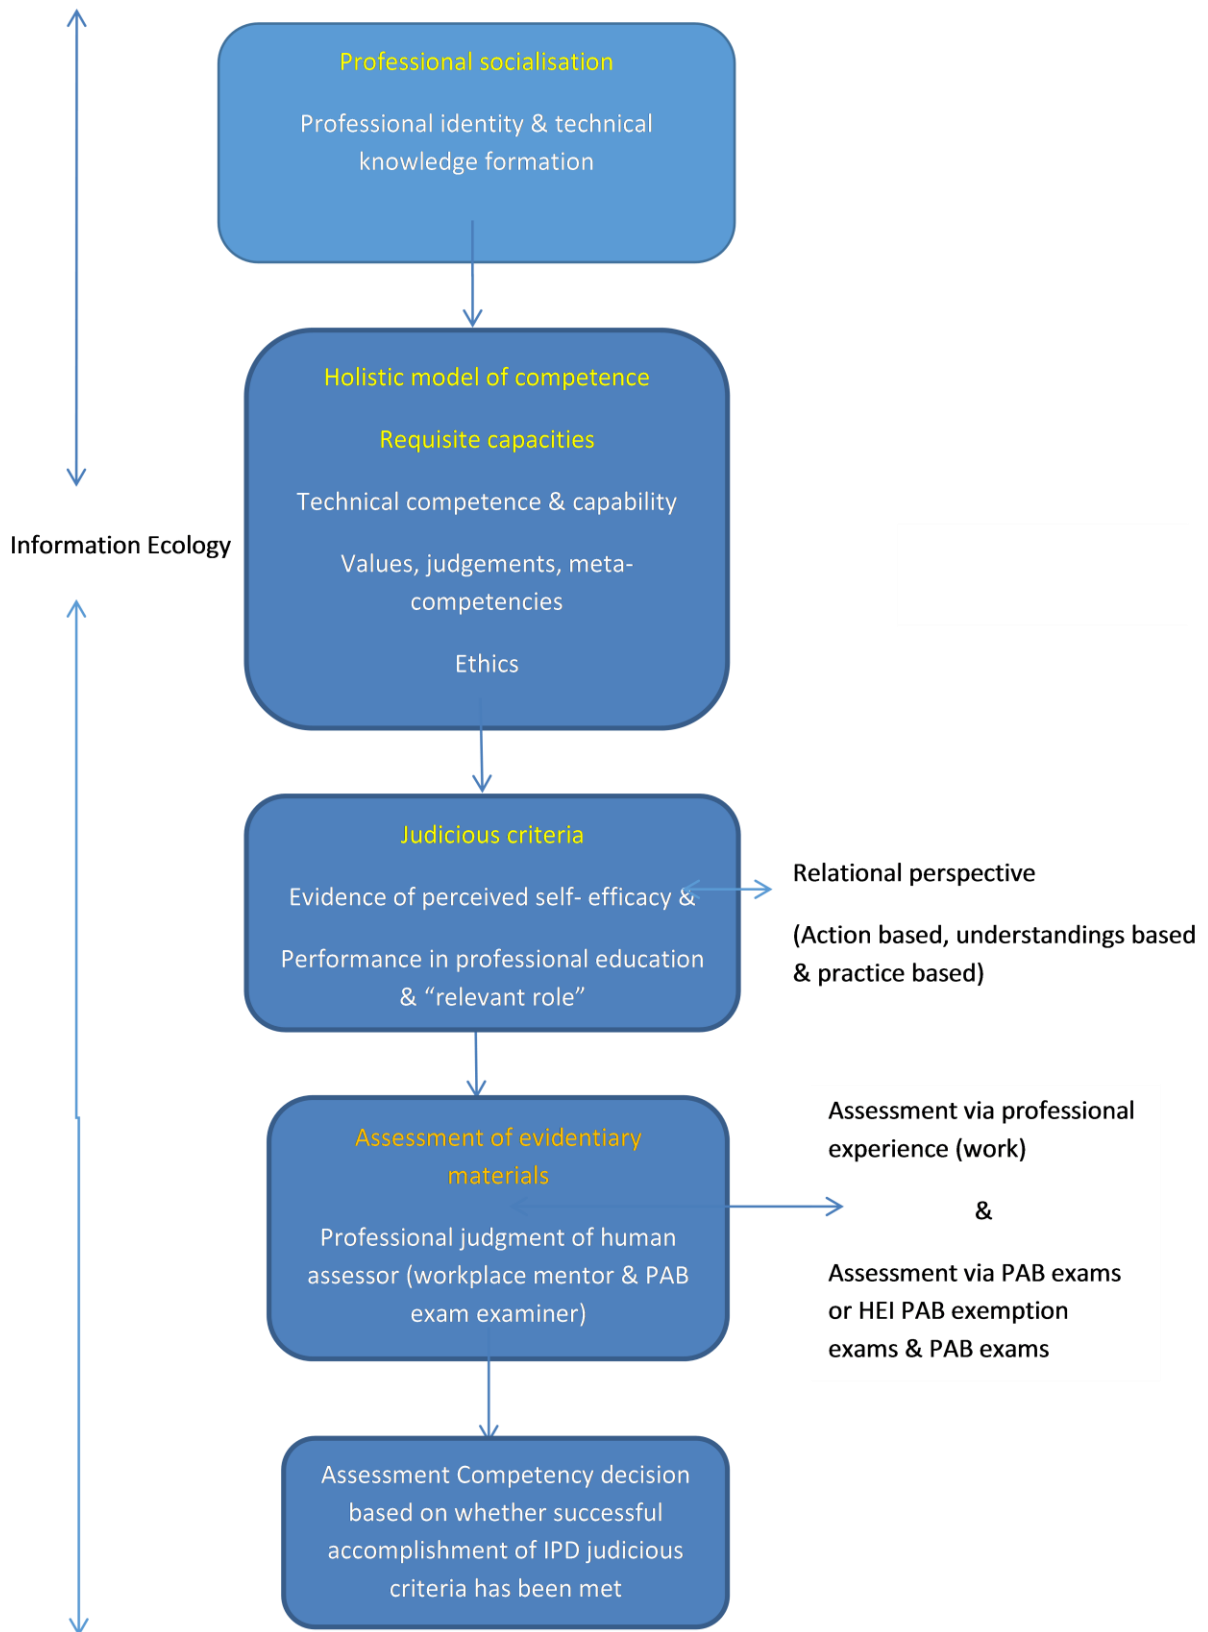 Professional socialisation
Professional identity & technical
knowledge formation
Holistic model of competence
Requisite capacities
Technical competence & capability
Values, judgements, meta-
competencies
Ethics
Information Ecology
Judicious criteria
Evidence of perceived self- efficacy &
Performance in professional education
& “relevant role”
Relational perspective
(Action based, understandings based
& practice based)
Assessment of evidentiary
materials
Professional judgment of human
assessor (workplace mentor & PAB
exam examiner)
Assessment via professional
experience (work)
&
Assessment via PAB exams
or HEI PAB exemption
exams & PAB exams
Assessment Competency decision
based on whether successful
accomplishment of IPD judicious
criteria has been met